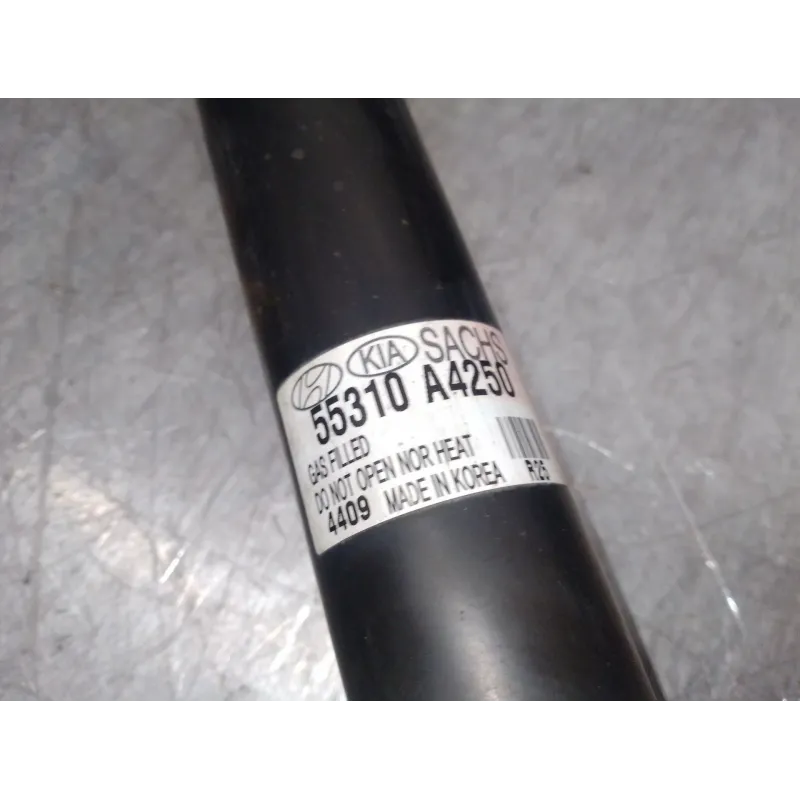 KIA SACHS
55310 A4250
GAS FILLED
DO NOT OPEN NOR HEAT
4409 MADE IN KOREA R25